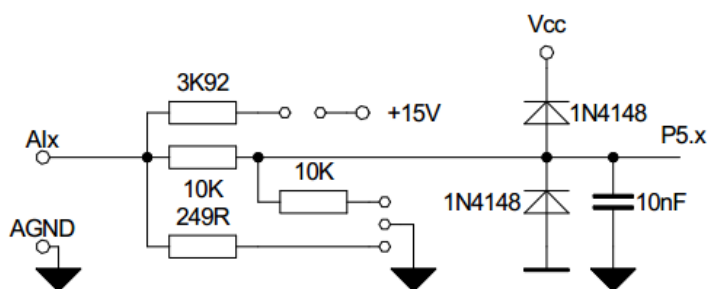 Vcc
3K92
+15V
1N4148
P5.x
AIx
10K
10K
249R
1N4148
10nF
AGND